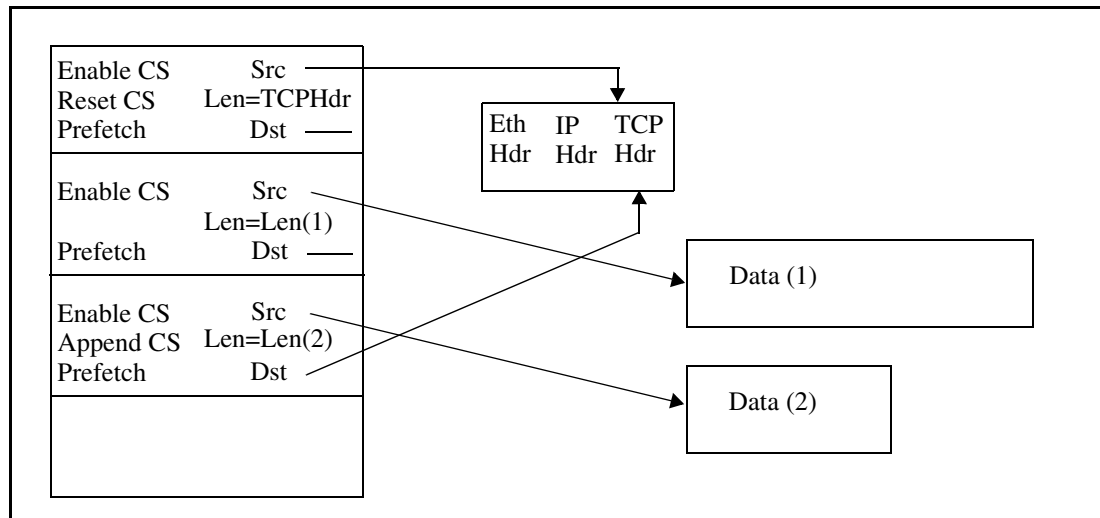 Enable CS Src
Reset CS Len=TCPHdr
Prefetch Dst
Eth IP TCP
Hdr Hdr Hdr
Enable CS Src
Len=Len(1)
Prefetch Dst
Data (1)
Enable CS Src
Append CS Len=Len(2)
Prefetch Dst
Data (2)